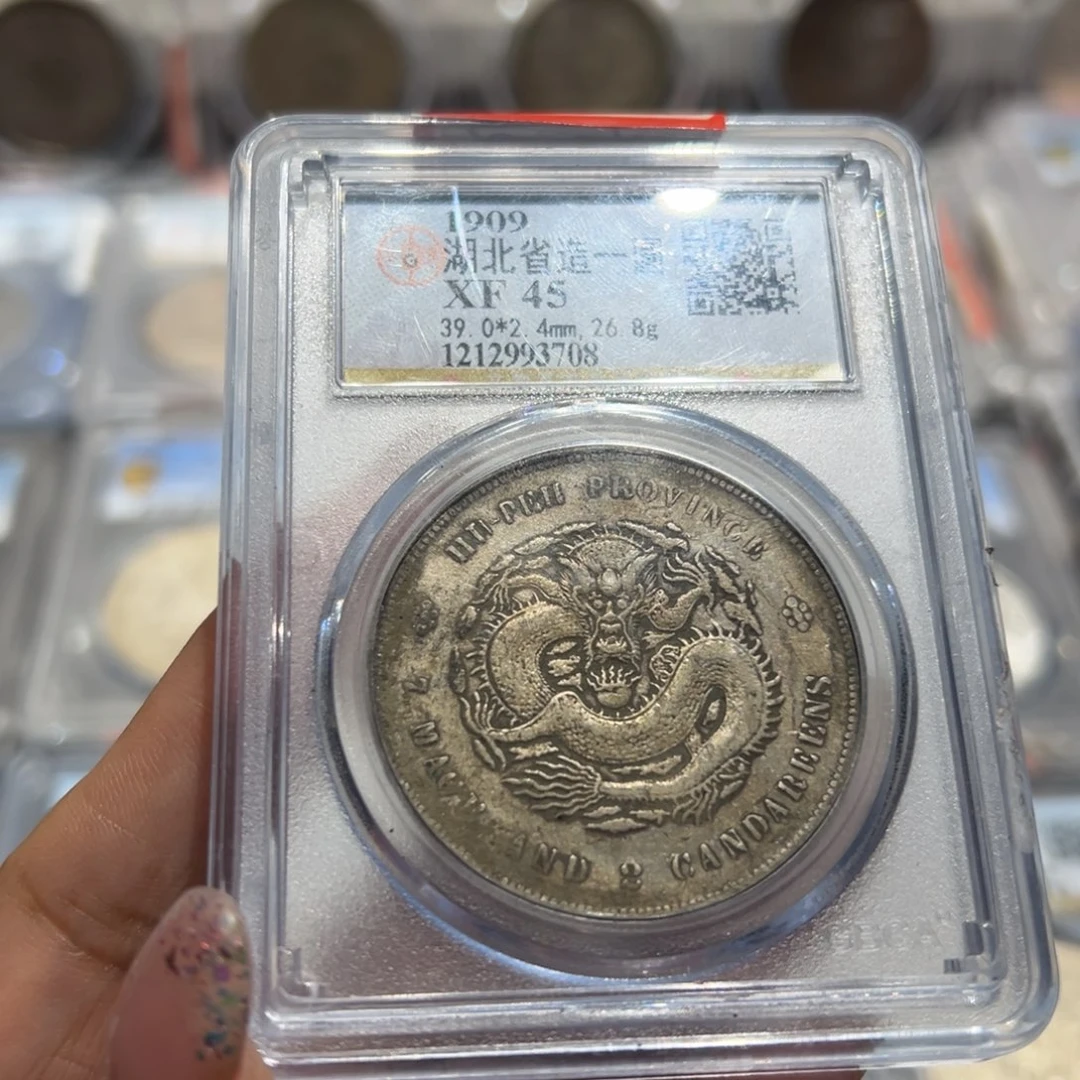 1909
湖北省造一圆
XF 45
39.0*2.4mm, 26.8g
1212993708
HU-PEH PROVINCE
7 MACE AND 2 CANDAREENS